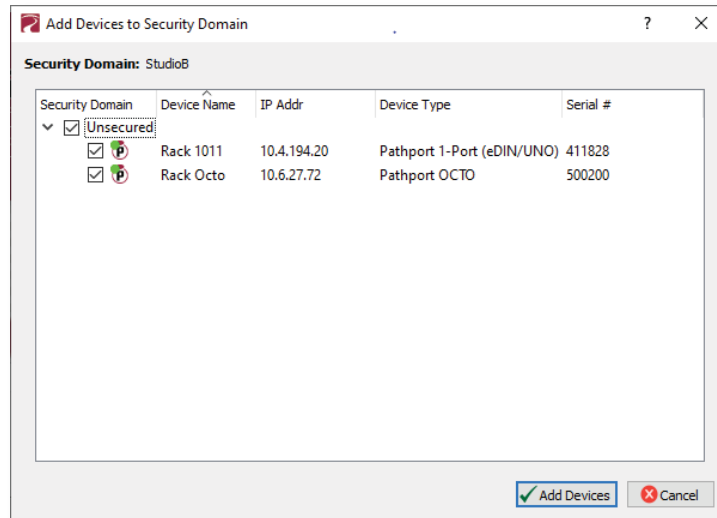 Add Devices to Security Domain
Security Domain: StudioB
Security Domain Device Name IP Addr Device Type Serial #
Unsecured
Rack 1011 10.4.194.20 Pathport 1-Port (eDIN/UNO) 411828
Rack Octo 10.6.27.72 Pathport OCTO 500200
Add Devices Cancel